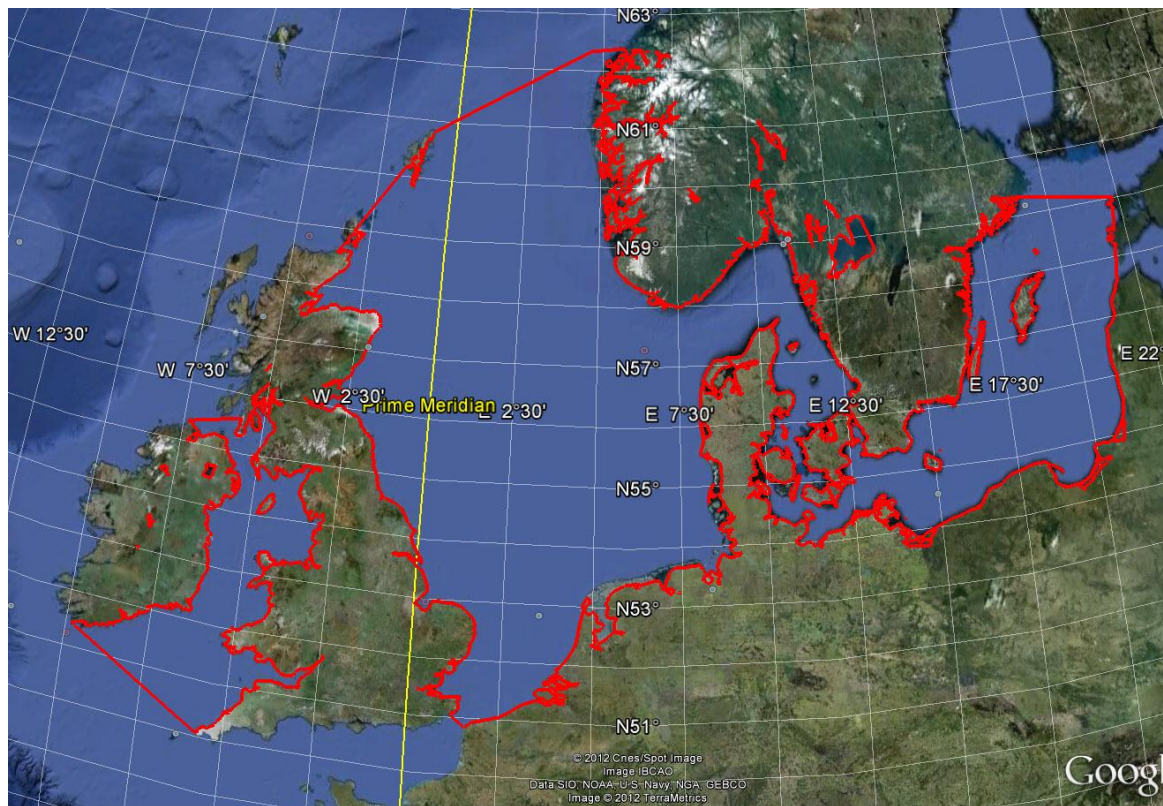 N63°
N61°
N59°
W 12°30'
N57°
E 22°
W 7°30'
W 2°30'
Prime Meridian
E 2°30'
E 7°30'
E 12°30'
E 17°30'
N55°
N53°
N51°
© 2012 Cnes/Spot Image
Image IBCAO
Data SIO, NOAA, U.S. Navy, NGA, GEBCO
Image © 2012 TerraMetrics
Goog